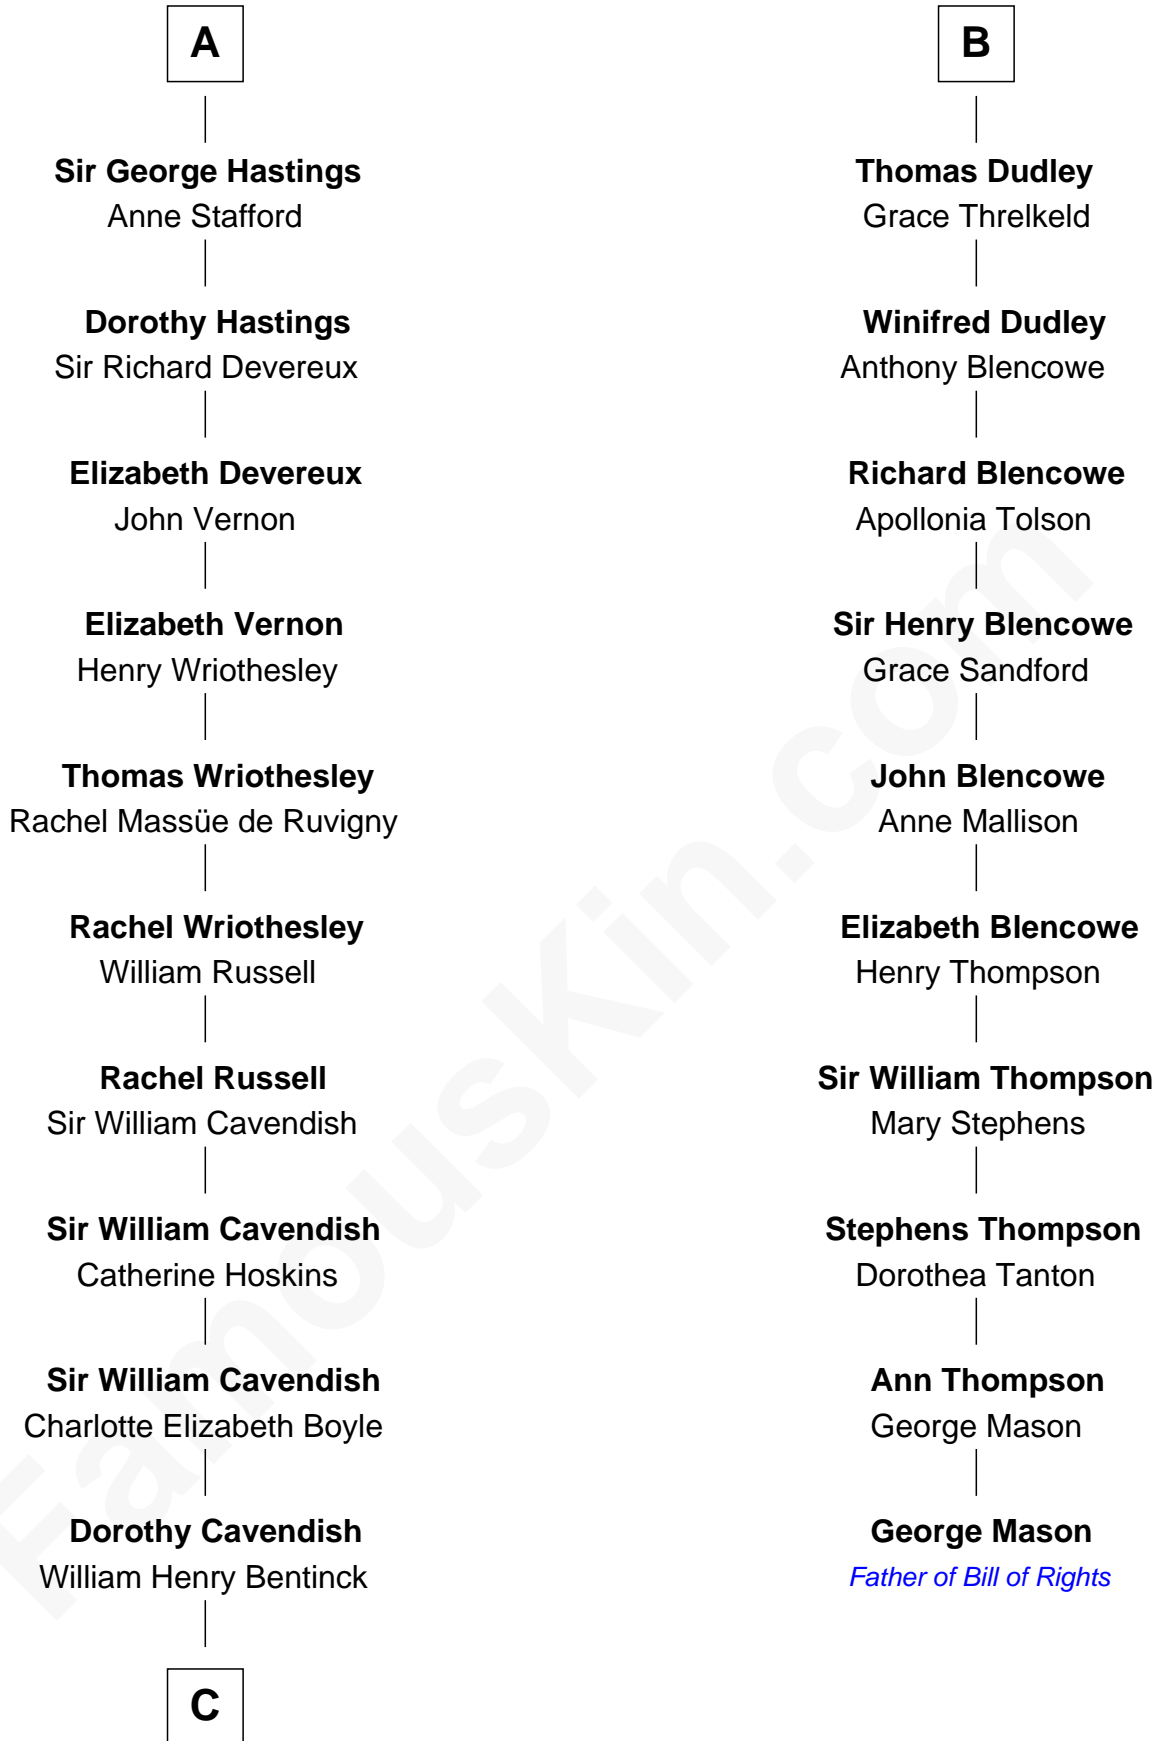 A
Sir George Hastings
Anne Stafford
Dorothy Hastings
Sir Richard Devereux
Elizabeth Devereux
John Vernon
Elizabeth Vernon
Henry Wriothesley
Thomas Wriothesley
Rachel Massüe de Ruvigny
Rachel Wriothesley
William Russell
Rachel Russell
Sir William Cavendish
Sir William Cavendish
Catherine Hoskins
Sir William Cavendish
Charlotte Elizabeth Boyle
Dorothy Cavendish
William Henry Bentinck
C
B
Thomas Dudley
Grace Threlkeld
Winifred Dudley
Anthony Blencowe
Richard Blencowe
Apollonia Tolson
Sir Henry Blencowe
Grace Sandford
John Blencowe
Anne Mallison
Elizabeth Blencowe
Henry Thompson
Sir William Thompson
Mary Stephens
Stephens Thompson
Dorothea Tanton
Ann Thompson
George Mason
George Mason
Father of Bill of Rights
FamousKin.com